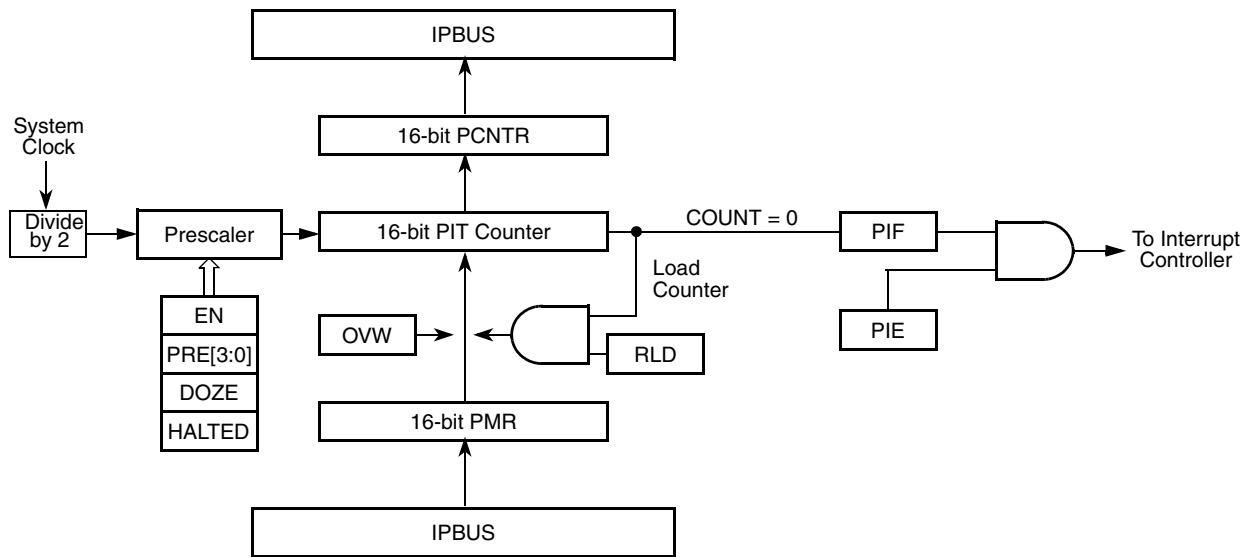 IPBUS
16-bit PCNTR
System
Clock
Divide
by 2
Prescaler
16-bit PIT Counter
COUNT = 0
PIF
To Interrupt
Controller
Load
Counter
EN
PRE[3:0]
DOZE
HALTED
OVW
RLD
PIE
16-bit PMR
IPBUS